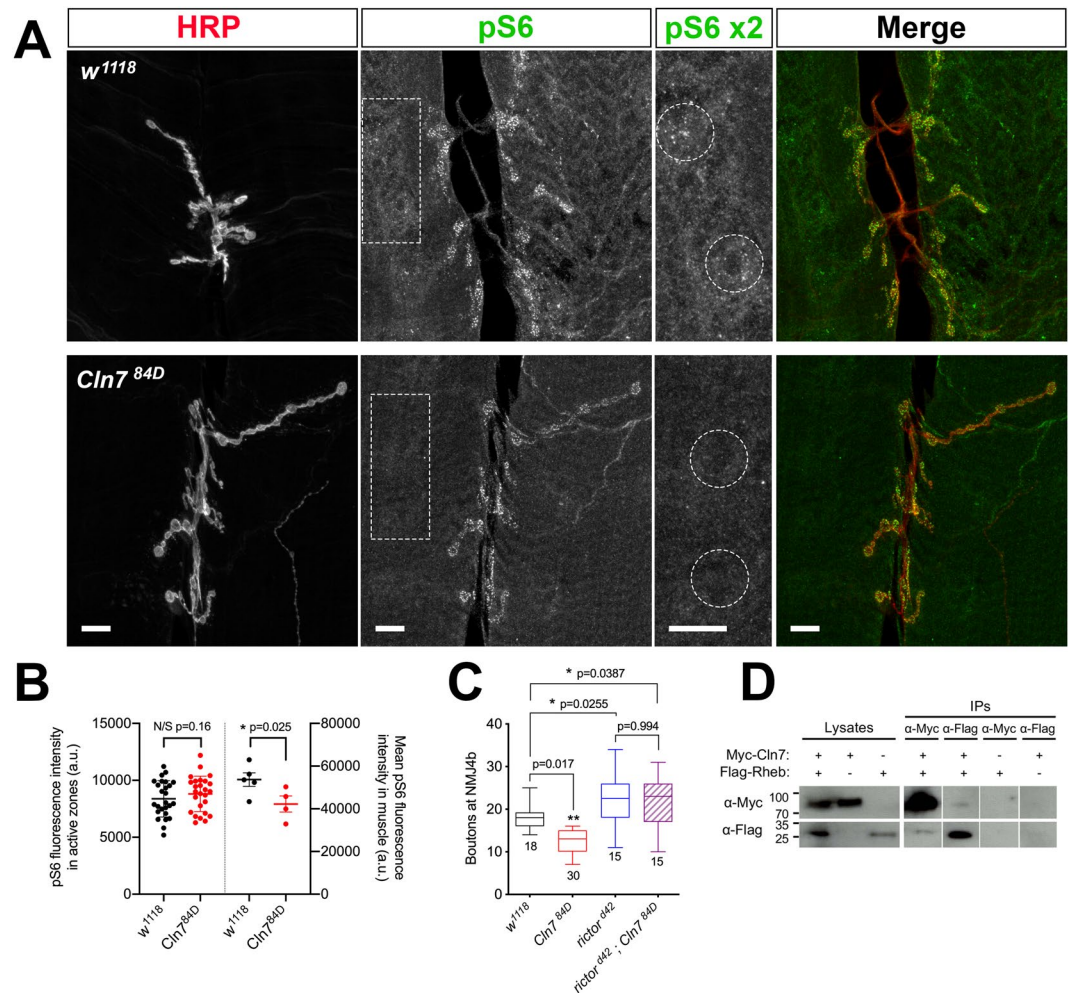 A
HRP
pS6
pS6 x2
Merge
w1118
Cln7 84D
B
pS6 fluorescence intensity
in active zones (a.u.)
15000
10000
5000
0
N/S p=0.16
* p=0.025
80000
60000
40000
20000
0
Mean pS6 fluorescence
intensity in muscle (a.u.)
w1118
Cln784D
w1118
Cln784D
C
Boutons at NMJ4b
40
30
20
10
0
* p=0.0387
* p=0.0255
p=0.994
p=0.017
**
18
30
15
15
w1118
Cln7 84D
rictor d42
rictor d42 ; Cln7 84D
D
IPs
Lysates
α-Myc α-Flag α-Myc α-Flag
Myc-Cln7: + + - + + - +
Flag-Rheb: + - + + + + -
α-Myc
100
70
α-Flag
35
25